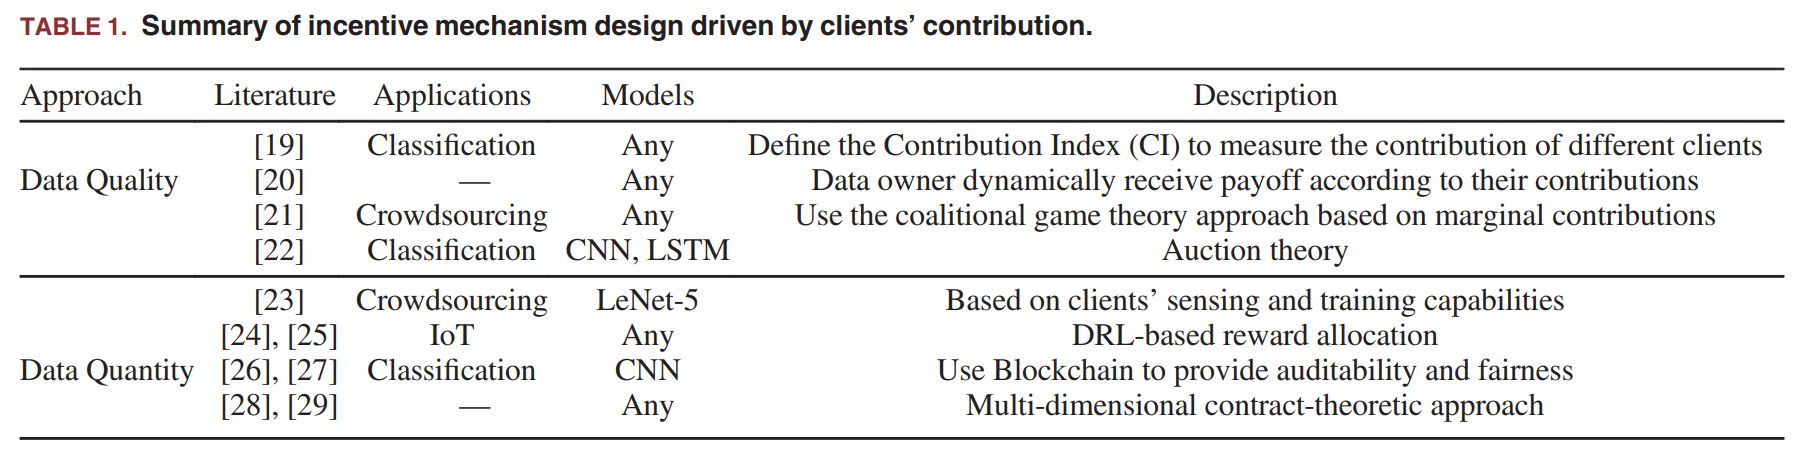 TABLE 1. Summary of incentive mechanism design driven by clients’ contribution.
Approach Literature Applications Models Description
[19] Classification Any Define the Contribution Index (CI) to measure the contribution of different clients
Data Quality [20] — Any Data owner dynamically receive payoff according to their contributions
[21] Crowdsourcing Any Use the coalitional game theory approach based on marginal contributions
[22] Classification CNN, LSTM Auction theory
[23] Crowdsourcing LeNet-5 Based on clients’ sensing and training capabilities
[24], [25] IoT Any DRL-based reward allocation
Data Quantity [26], [27] Classification CNN Use Blockchain to provide auditability and fairness
[28], [29] — Any Multi-dimensional contract-theoretic approach